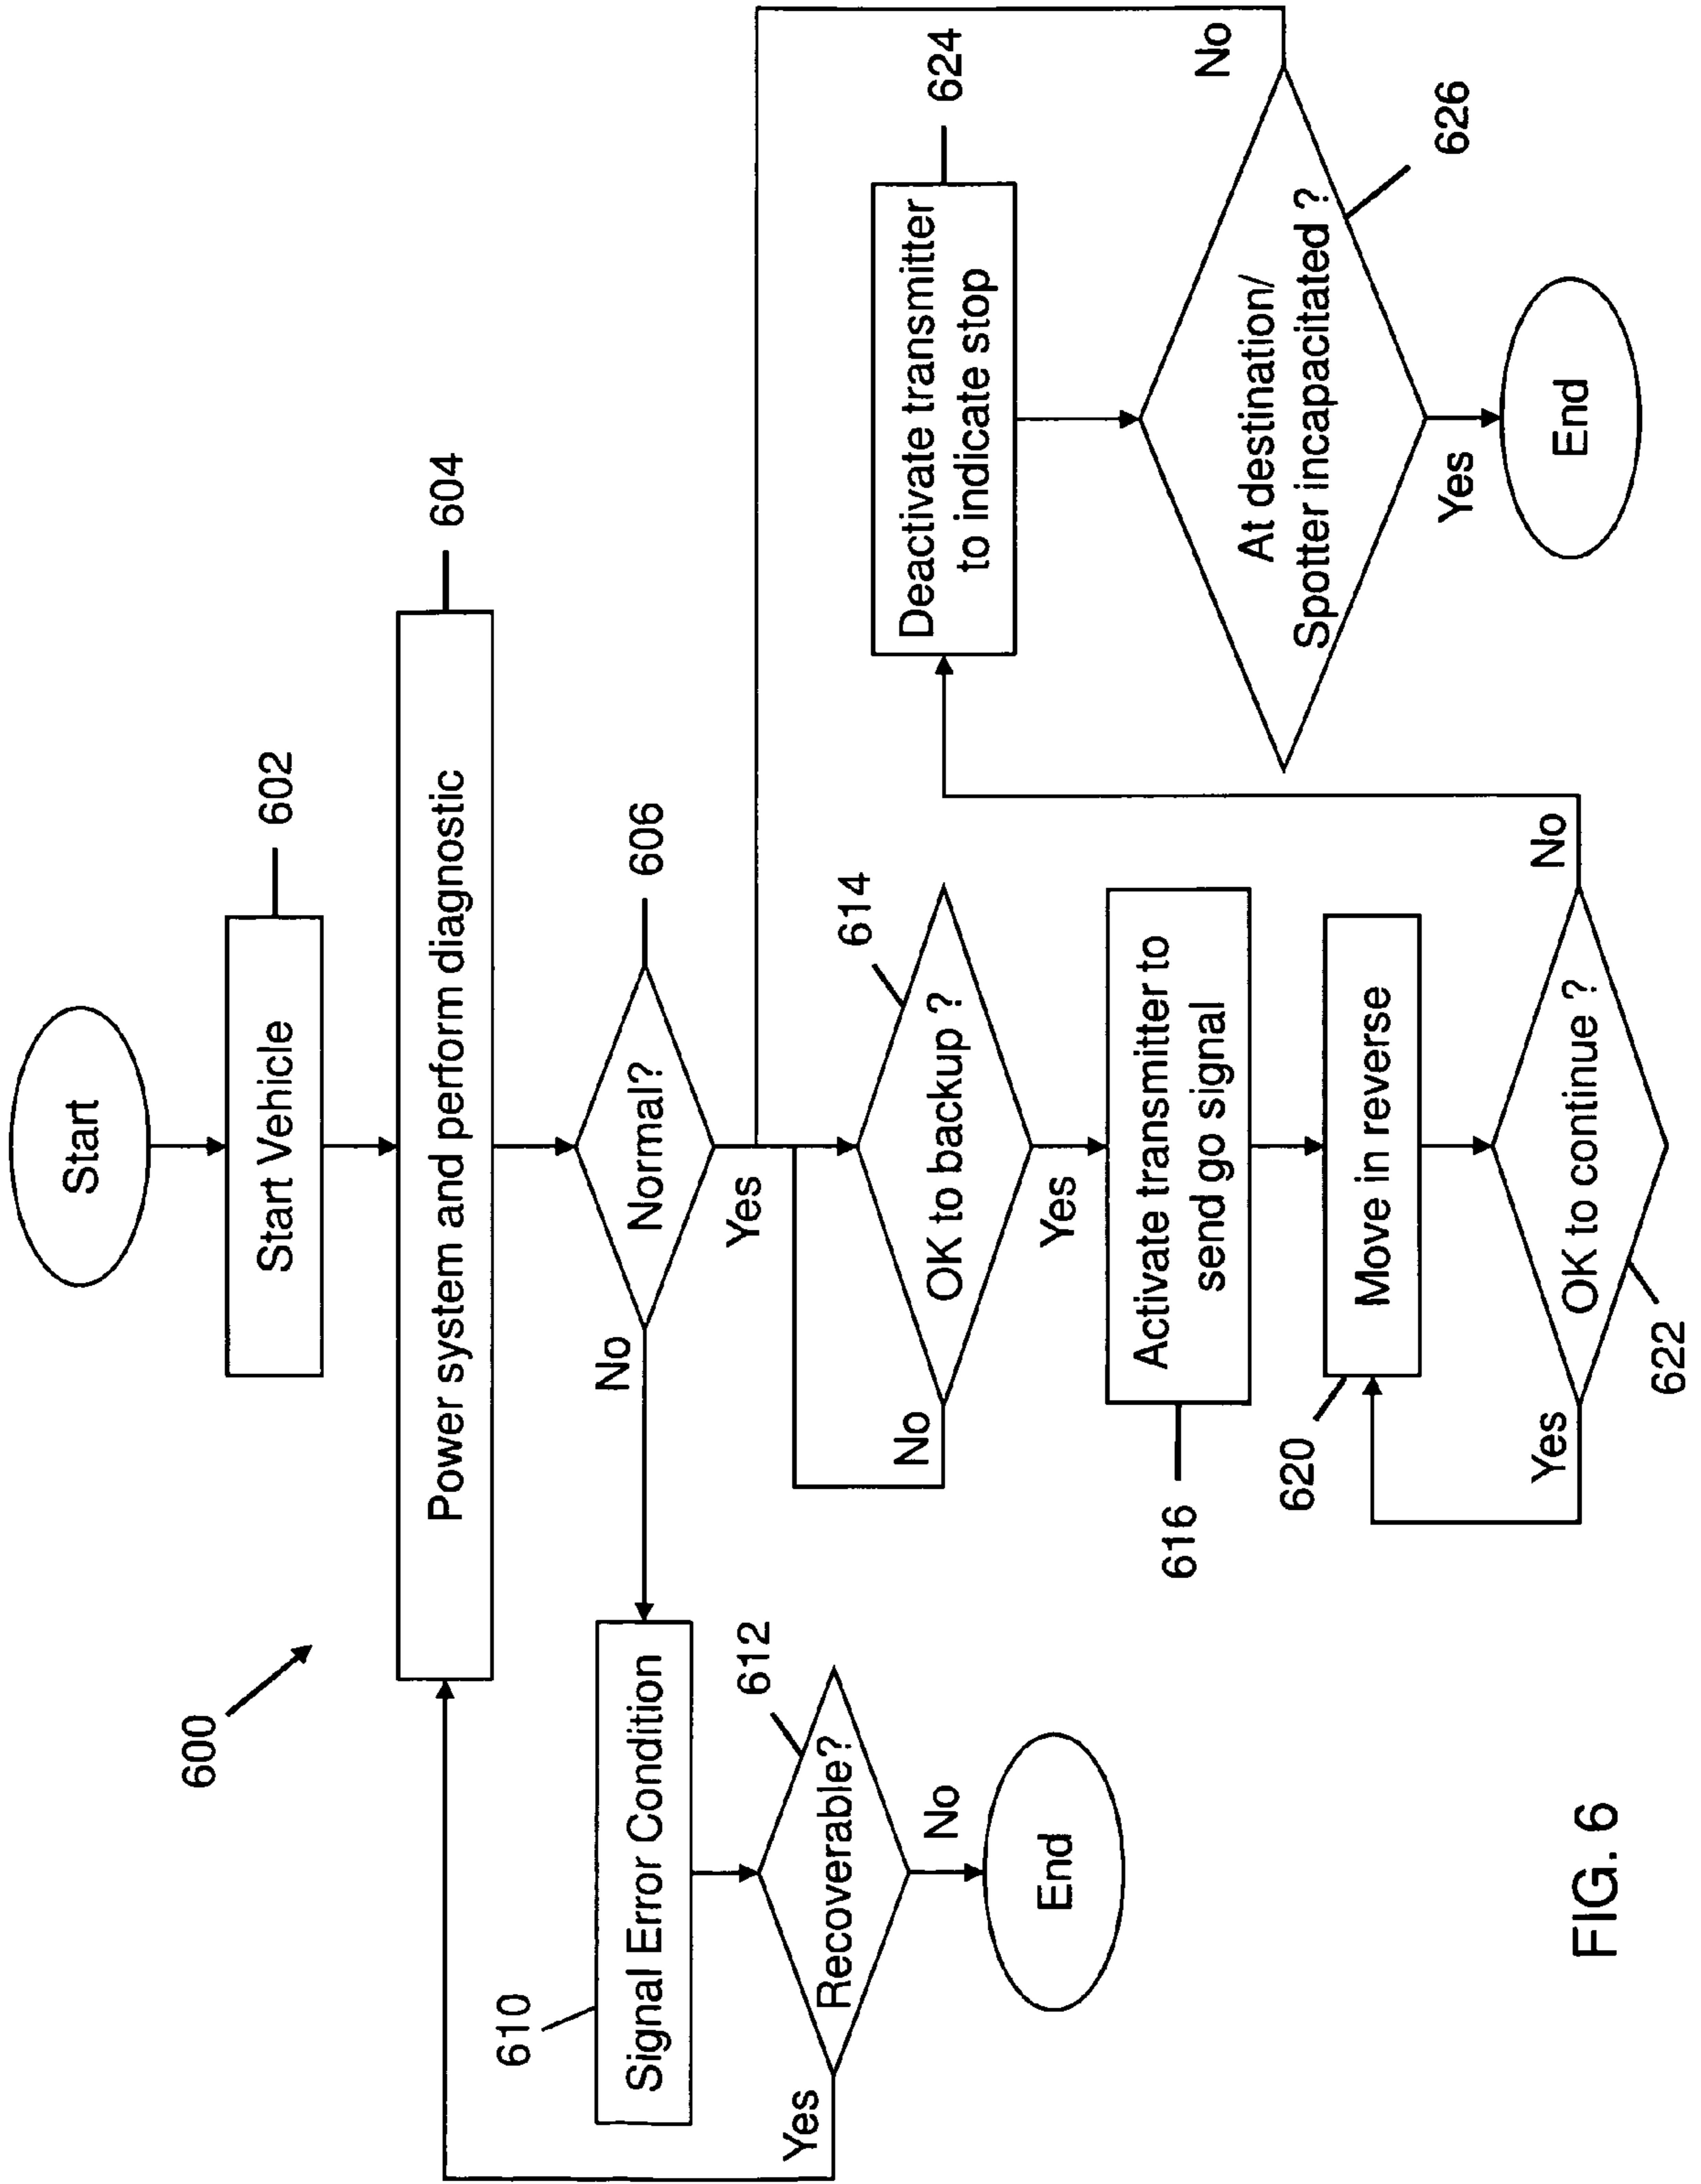 600
Start
Start Vehicle
602
Power system and perform diagnostic
604
Normal?
606
No
Yes
610
Signal Error Condition
612
Recoverable?
Yes
No
End
614
OK to backup ?
No
Yes
616
Activate transmitter to
send go signal
620
Move in reverse
OK to continue ?
622
Yes
No
Deactivate transmitter
to indicate stop
624
At destination/
Spotter incapacitated ?
626
No
Yes
End
FIG. 6